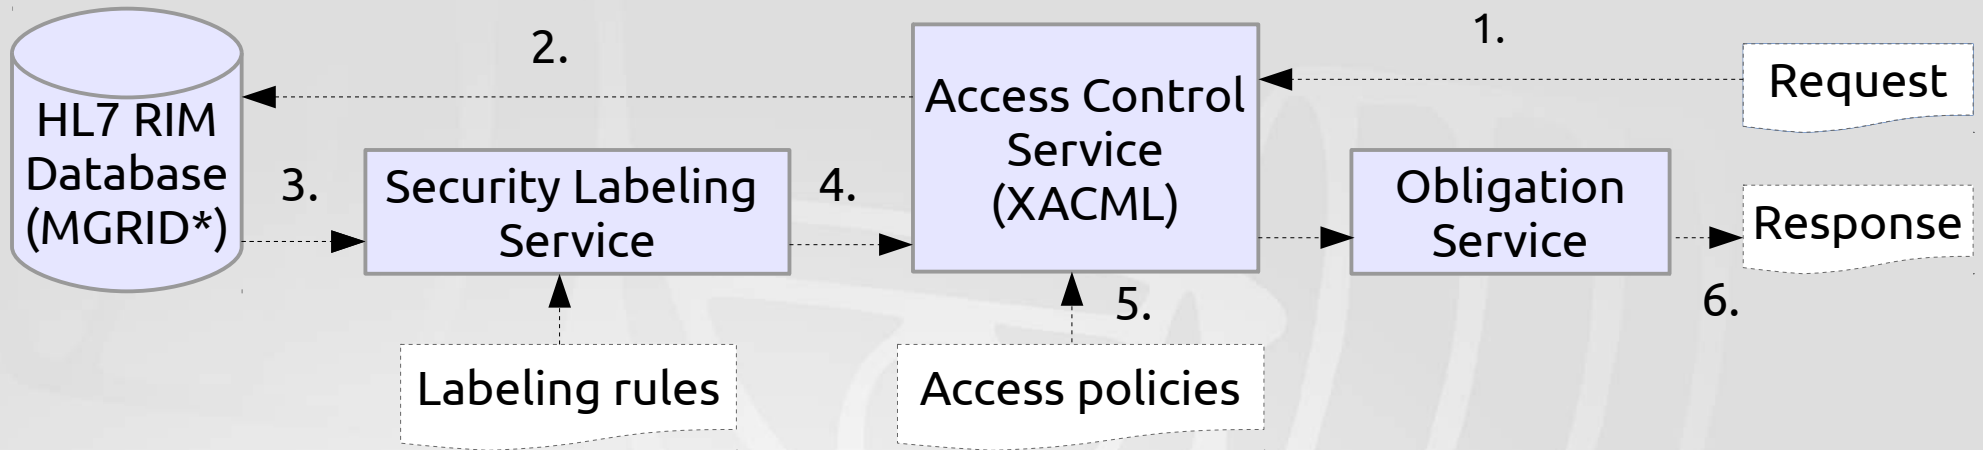 1.
2.
HL7 RIM
Database
(MGRID*)
3.
Security Labeling
Service
4.
Access Control
Service
(XACML)
Obligation
Service
Request
Response
5.
6.
Labeling rules
Access policies